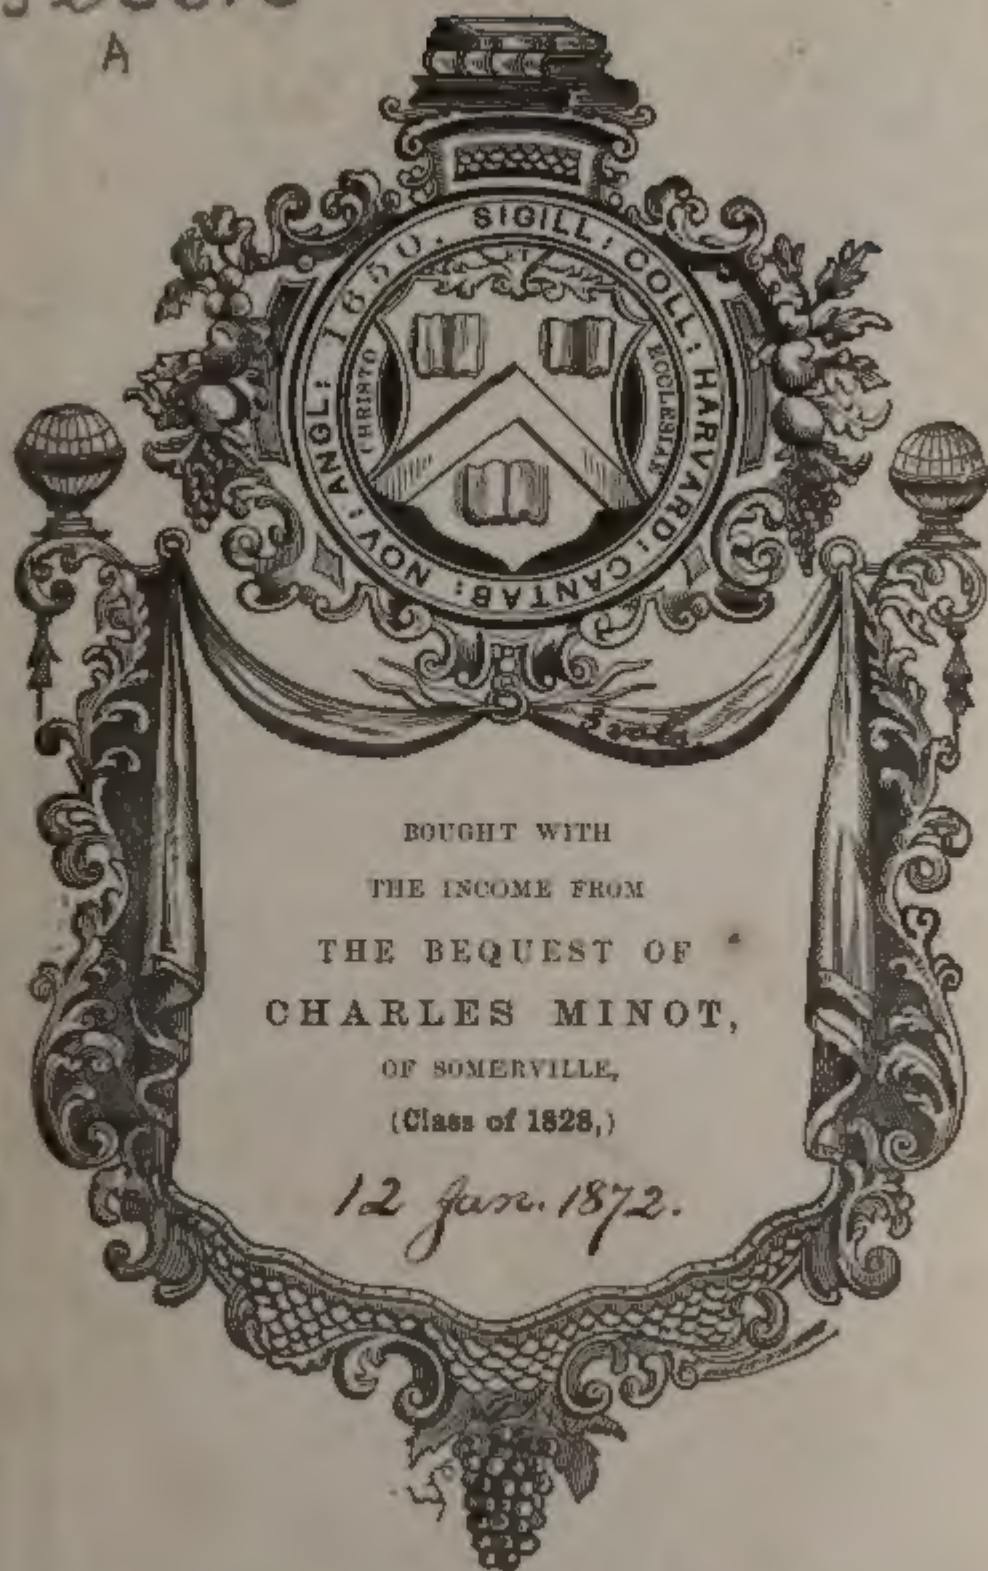 A
SIGILL: COLL: HARVARD: CANTAB: NOV: ANGL: 1650.
ET
CHRISTO
ECCLESIAE
BOUGHT WITH
THE INCOME FROM
THE BEQUEST OF
CHARLES MINOT,
OF SOMERVILLE,
(Class of 1828,)
12 Jan. 1872.